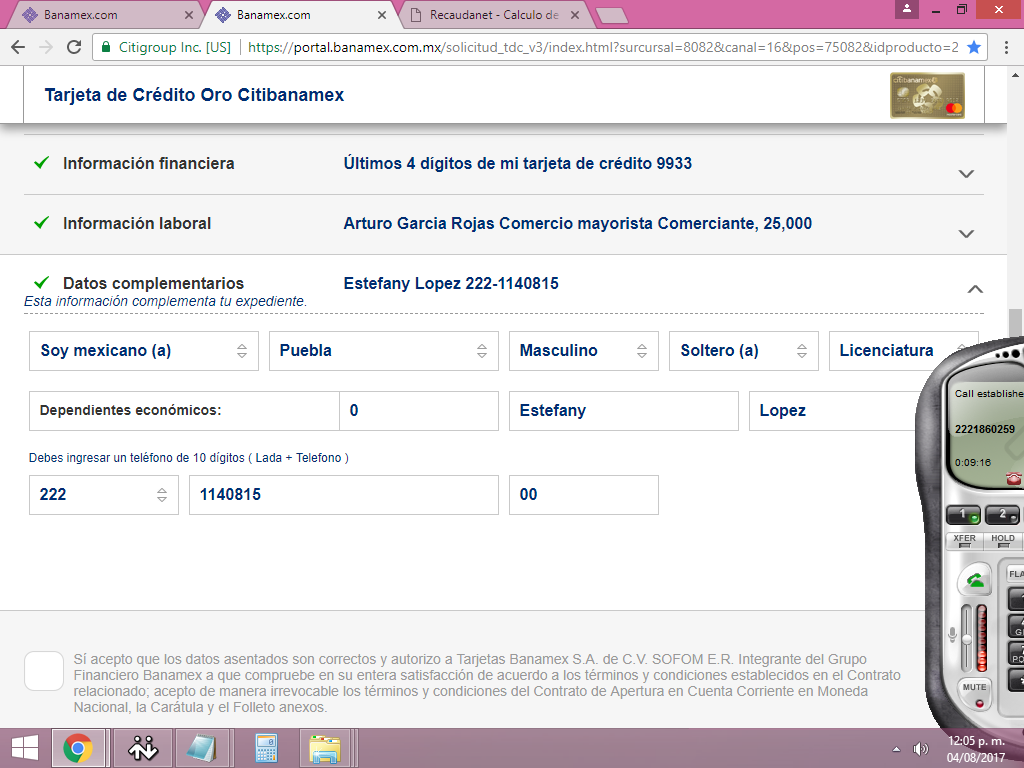 Banamex.com
Banamex.com
Recaudanet - Calculo de
Citigroup Inc. [US]
https://portal.banamex.com.mx/solicitud_tdc_v3/index.html?surcursal=8082&canal=16&pos=75082&idproducto=2
Tarjeta de Crédito Oro Citibanamex
citibanamex
Información financiera
Últimos 4 dígitos de mi tarjeta de crédito 9933
Información laboral
Arturo Garcia Rojas Comercio mayorista Comerciante, 25,000
Datos complementarios
Estefany Lopez 222-1140815
Esta información complementa tu expediente.
Soy mexicano (a)
Puebla
Masculino
Soltero (a)
Licenciatura
Dependientes económicos:
0
Estefany
Lopez
Debes ingresar un teléfono de 10 dígitos ( Lada + Telefono )
222
1140815
00
Call establishe
2221860259
0:09:16
1
2
XFER
HOLD
FLA
MUTE
Sí acepto que los datos asentados son correctos y autorizo a Tarjetas Banamex S.A. de C.V. SOFOM E.R. Integrante del Grupo
Financiero Banamex a que compruebe en su entera satisfacción de acuerdo a los términos y condiciones establecidos en el Contrato
relacionado; acepto de manera irrevocable los términos y condiciones del Contrato de Apertura en Cuenta Corriente en Moneda
Nacional, la Carátula y el Folleto anexos.
12:05 p. m.
04/08/2017